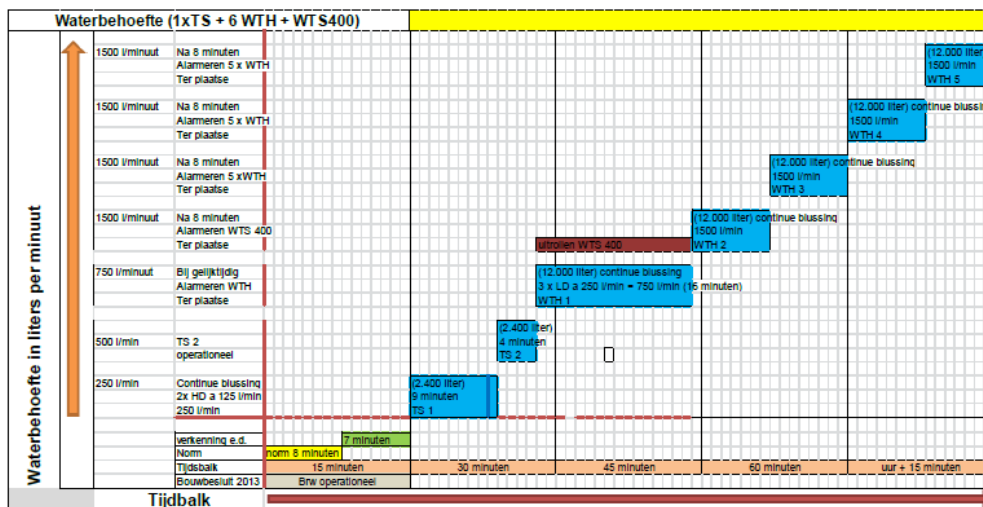 Waterbehoefte (1xTS + 6 WTH + WTS400)
Waterbehoefte in liters per minuut
1500 l/minuut
Na 8 minuten
Alarmeren 5 x WTH
Ter plaatse
(12.000 liter)
1500 l/min
WTH 5
1500 l/minuut
Na 8 minuten
Alarmeren 5 x WTH
Ter plaatse
(12.000 liter) continue blussing
1500 l/min
WTH 4
1500 l/minuut
Na 8 minuten
Alarmeren 5 xWTH
Ter plaatse
(12.000 liter) continue blussing
1500 l/min
WTH 3
1500 l/minuut
Na 8 minuten
Alarmeren WTS 400
Ter plaatse
uitrollen WTS 400
(12.000 liter) continue blussing
1500 l/min
WTH 2
750 l/minuut
Bij gelijktijdig
Alarmeren WTH
Ter plaatse
(12.000 liter) continue blussing
3 x LD a 250 l/min = 750 l/min (16 minuten)
WTH 1
500 l/min
TS 2
operationeel
(2.400 liter)
4 minuten
TS 2
250 l/min
Continue blussing
2x HD a 125 l/min
250 l/min
(2.400 liter)
9 minuten
TS 1
verkenning e.d.
7 minuten
Norm
norm 8 minuten
Tijdsbalk
15 minuten
30 minuten
45 minuten
60 minuten
uur + 15 minuten
Bouwbesluit 2013
Brw operationeel
Tijdbalk